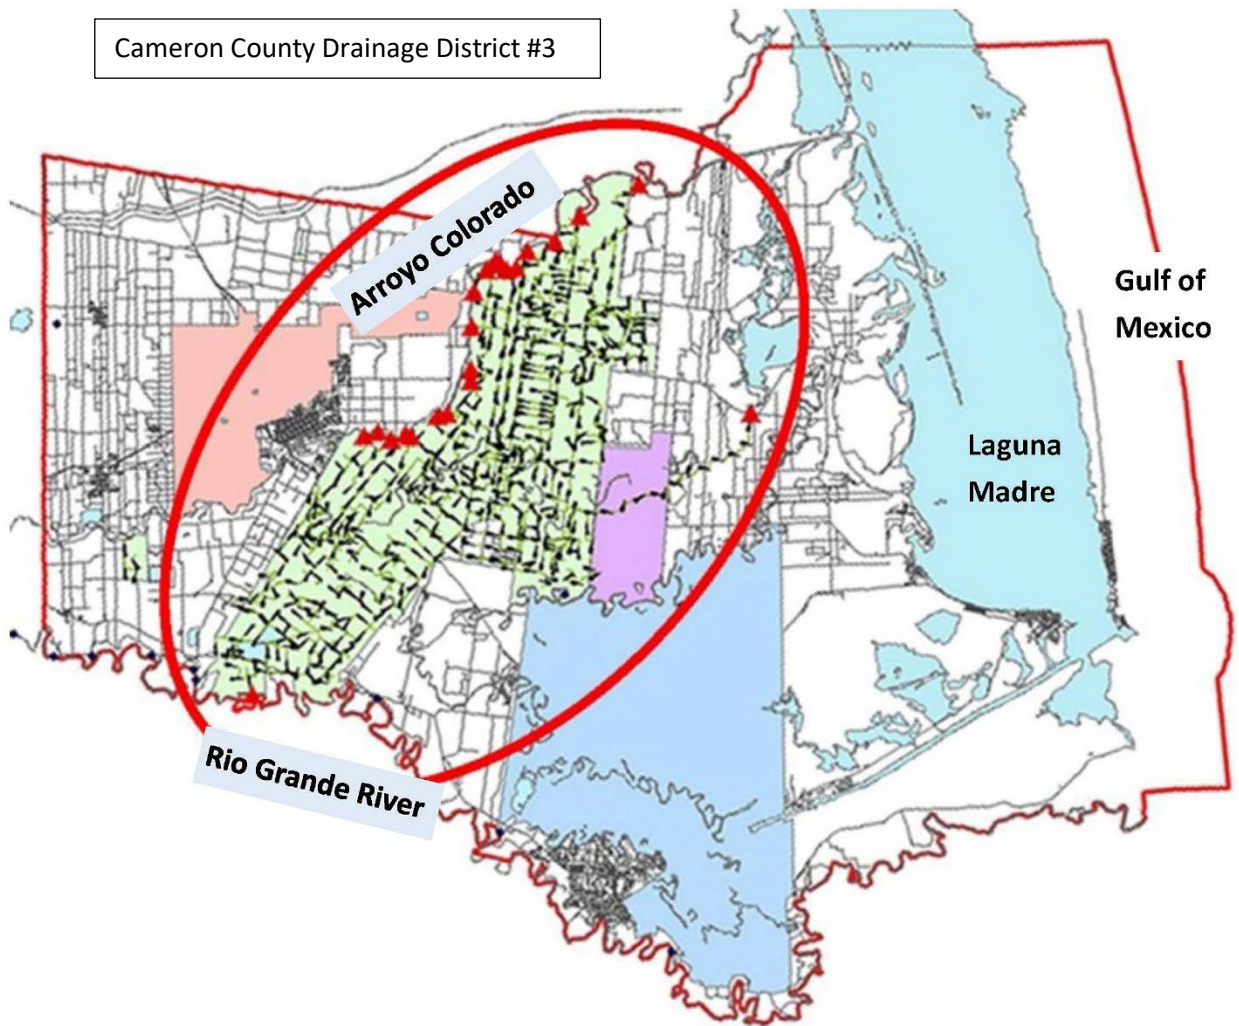 Cameron County Drainage District #3
Arroyo Colorado
Gulf of
Mexico
Laguna
Madre
Rio Grande River